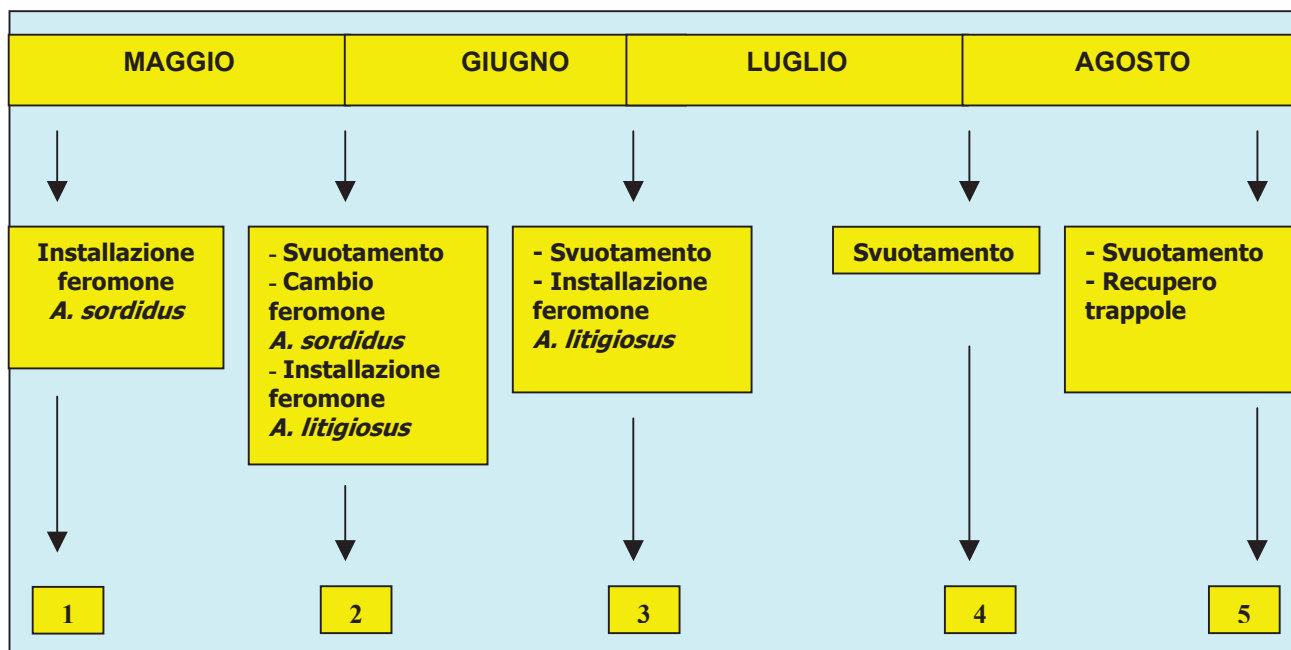 MAGGIO
GIUGNO
LUGLIO
AGOSTO
Installazione
feromone
A. sordidus
- Svuotamento
- Cambio
feromone
A. sordidus
- Installazione
feromone
A. litigiosus
- Svuotamento
- Installazione
feromone
A. litigiosus
Svuotamento
- Svuotamento
- Recupero
trappole
1
2
3
4
5